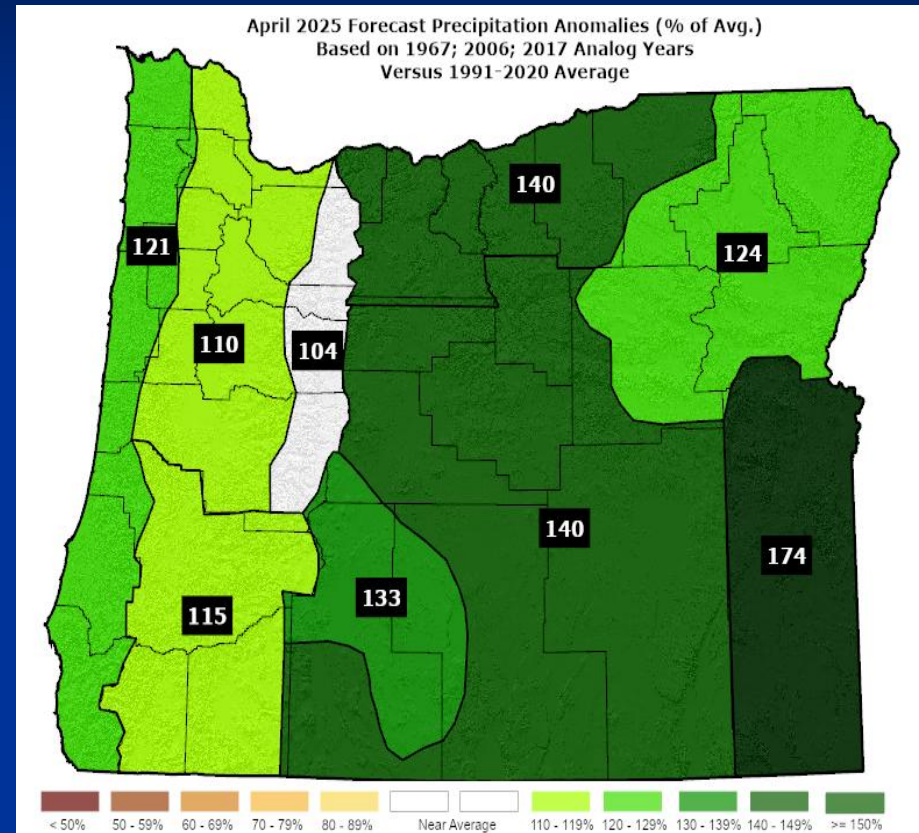 April 2025 Forecast Precipitation Anomalies (% of Avg.)
Based on 1967; 2006; 2017 Analog Years
Versus 1991-2020 Average
140
121
124
110
104
140
174
133
115
< 50%
50 - 59%
60 - 69%
70 - 79%
80 - 89%
Near Average
110 - 119%
120 - 129%
130 - 139%
140 - 149%
>= 150%